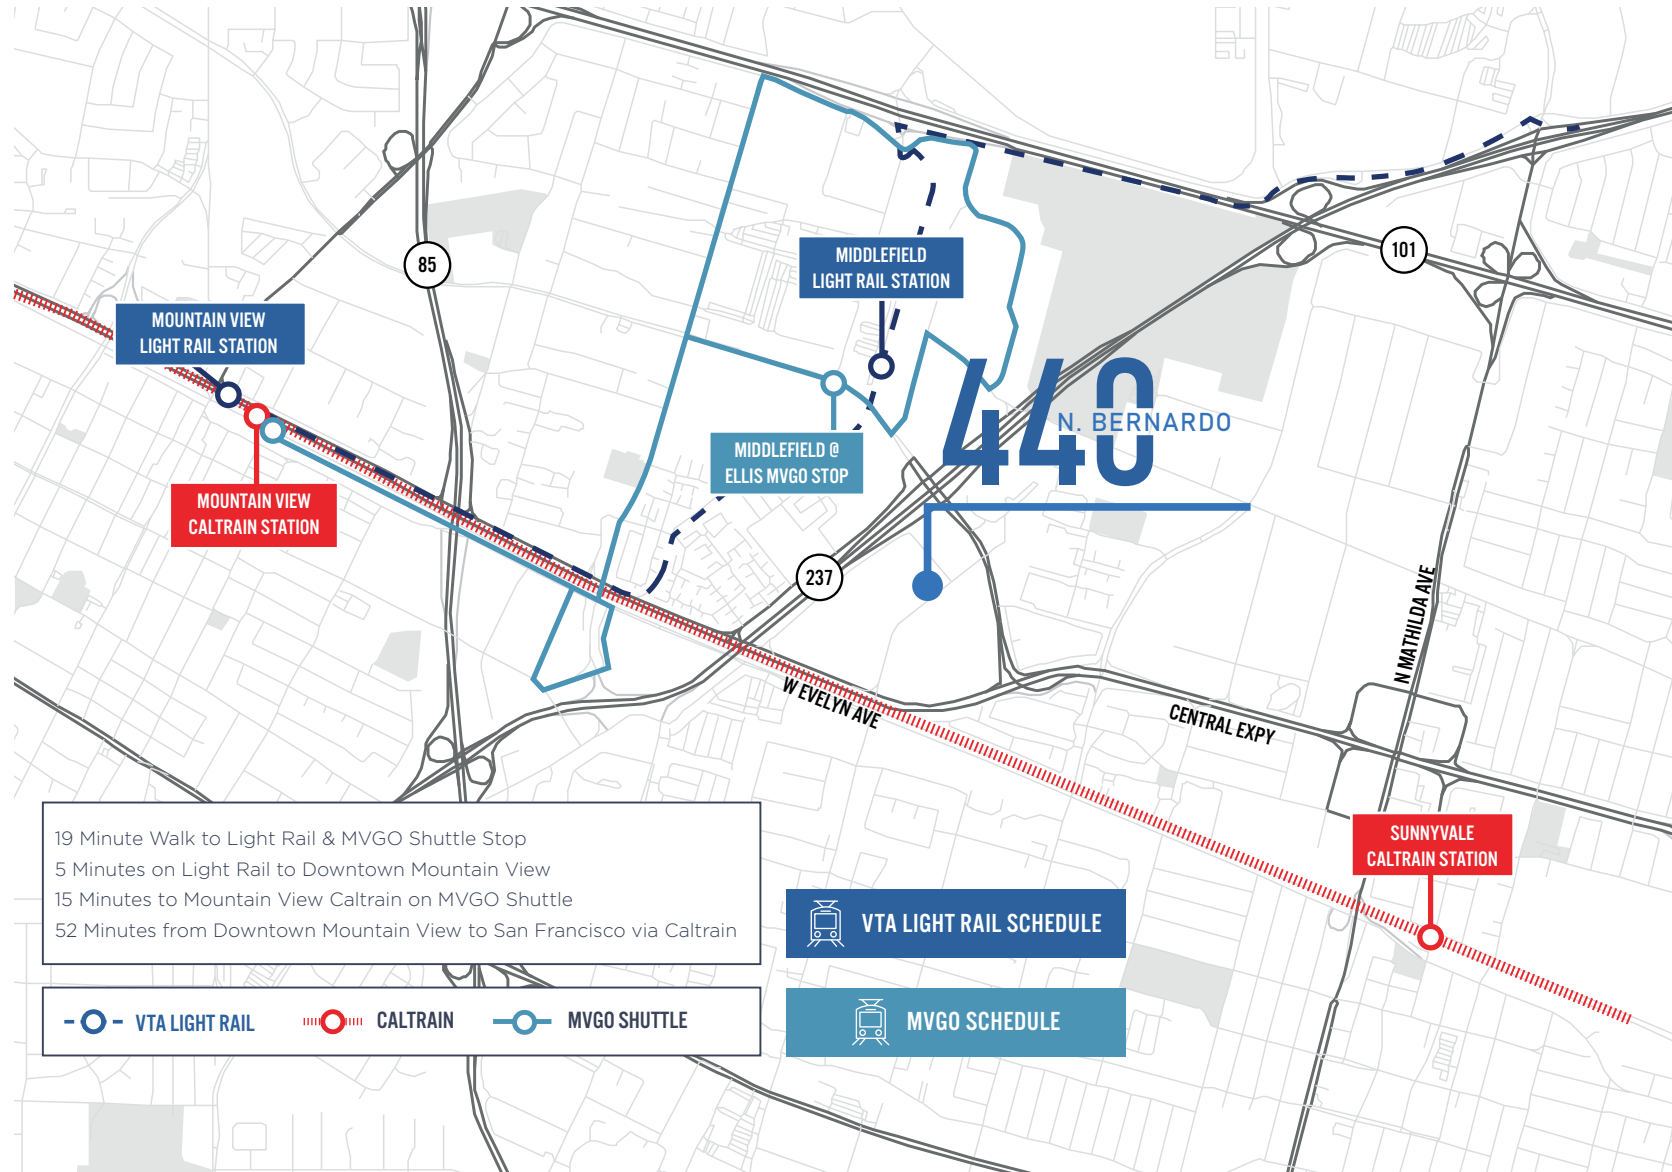 85
101
MIDDLEFIELD
LIGHT RAIL STATION
MOUNTAIN VIEW
LIGHT RAIL STATION
440
N. BERNARDO
MIDDLEFIELD @
ELLIS MVGO STOP
MOUNTAIN VIEW
CALTRAIN STATION
237
N MATHILDA AVE
W EVELYN AVE
CENTRAL EXPY
SUNNYVALE
CALTRAIN STATION
19 Minute Walk to Light Rail & MVGO Shuttle Stop
5 Minutes on Light Rail to Downtown Mountain View
15 Minutes to Mountain View Caltrain on MVGO Shuttle
52 Minutes from Downtown Mountain View to San Francisco via Caltrain
VTA LIGHT RAIL SCHEDULE
VTA LIGHT RAIL
CALTRAIN
MVGO SHUTTLE
MVGO SCHEDULE